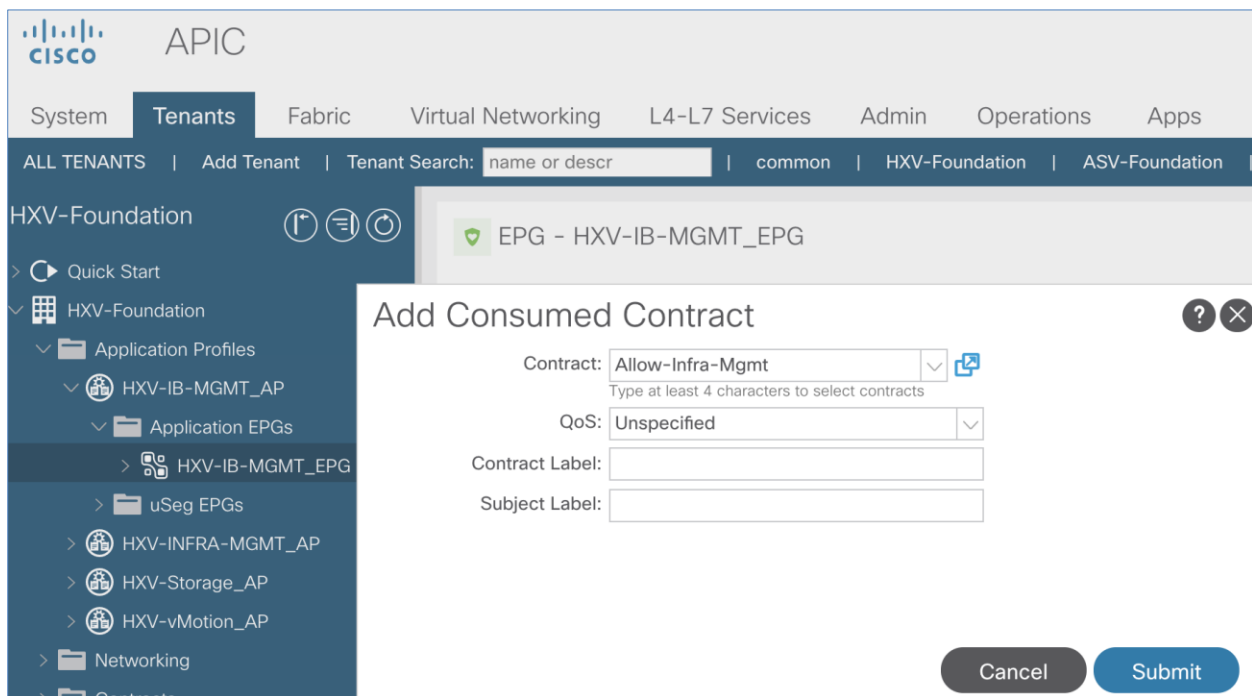 CISCO
APIC
System Tenants Fabric Virtual Networking L4-L7 Services Admin Operations Apps
ALL TENANTS | Add Tenant | Tenant Search: name or descr | common | HXV-Foundation | ASV-Foundation |
HXV-Foundation
EPG - HXV-IB-MGMT_EPG
Quick Start
HXV-Foundation
Application Profiles
HXV-IB-MGMT_AP
Application EPGs
HXV-IB-MGMT_EPG
uSeg EPGs
HXV-INFRA-MGMT_AP
HXV-Storage_AP
HXV-vMotion_AP
Networking
Contracts
Add Consumed Contract
Contract: Allow-Infra-Mgmt
Type at least 4 characters to select contracts
QoS: Unspecified
Contract Label:
Subject Label:
Cancel Submit